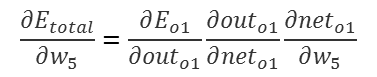 ∂E_total/∂w_5 = ∂E_o1/∂out_o1 ∂out_o1/∂net_o1 ∂net_o1/∂w_5